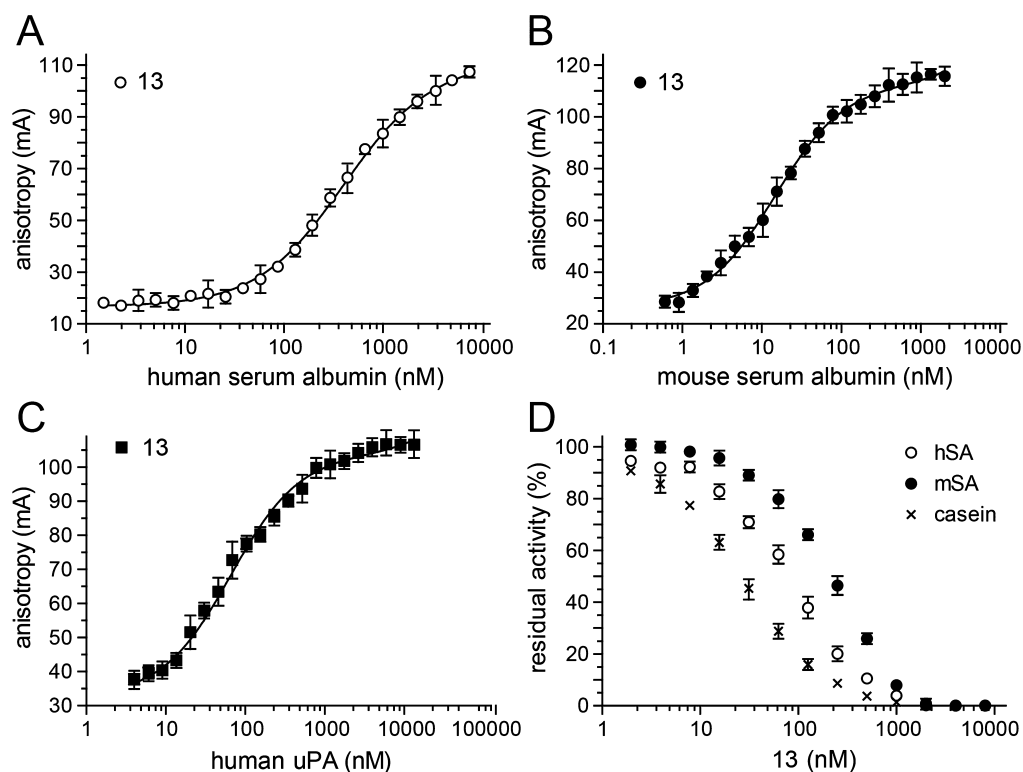 A
13
anisotropy (mA)
110
90
70
50
30
10
1 10 100 1000 10000
human serum albumin (nM)
B
13
anisotropy (mA)
120
100
80
60
40
20
0.1 1 10 100 1000 10000
mouse serum albumin (nM)
C
13
anisotropy (mA)
100
90
80
70
60
50
40
30
1 10 100 1000 10000
human uPA (nM)
D
hSA
mSA
casein
residual activity (%)
100
80
60
40
20
0
1 10 100 1000 10000
13 (nM)